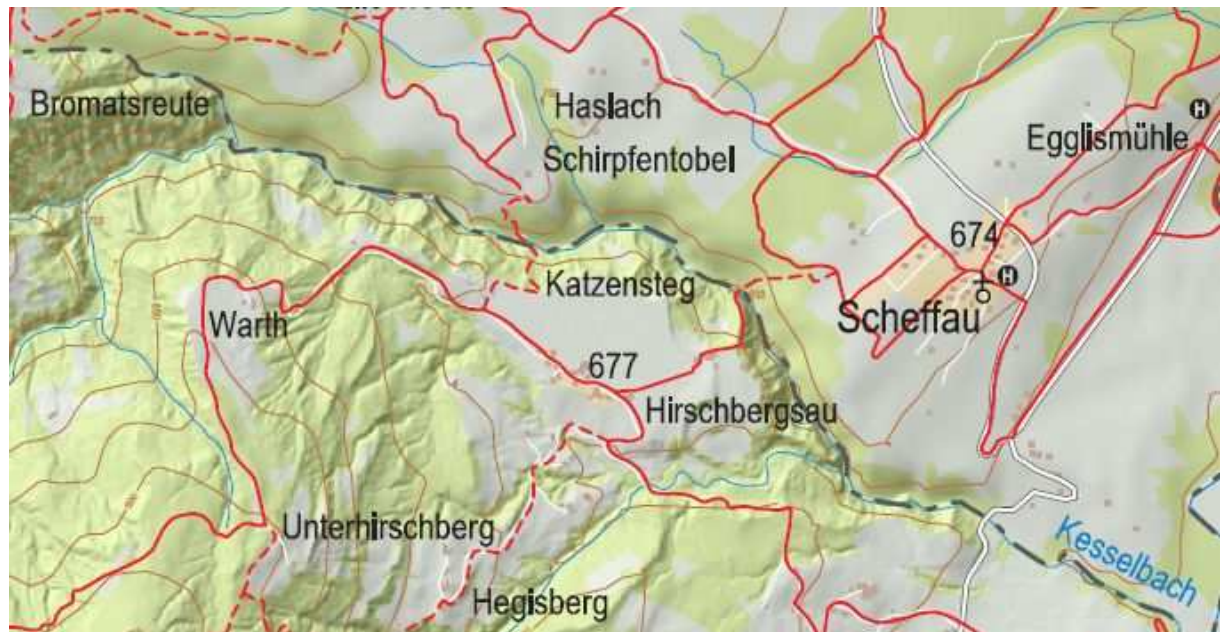 Bromatsreute
Haslach
Schirpfentobel
H
Egglismühle
674
H
Katzensteg
Warth
Scheffau
677
Hirschbergsau
Unterhirschberg
Kesselbach
Hegisberg